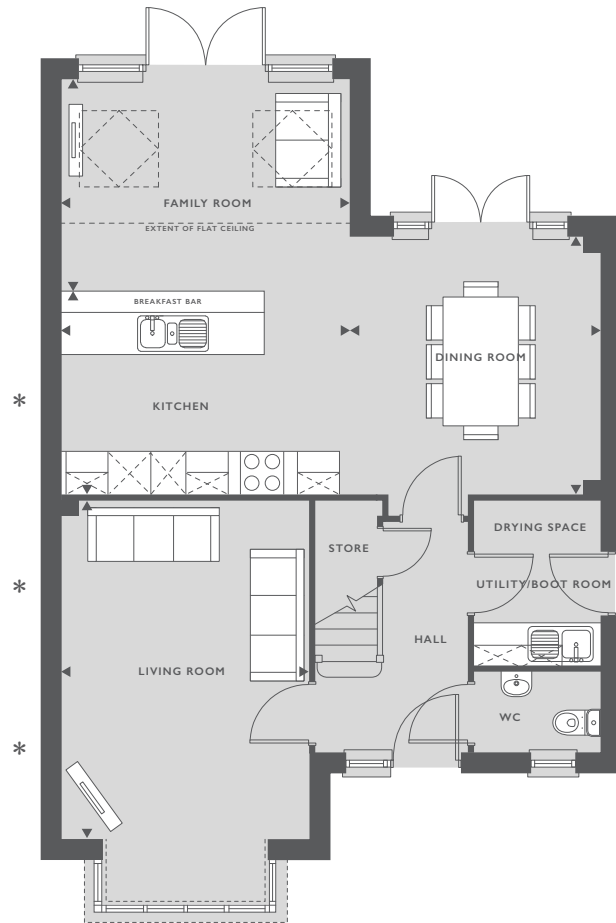 FAMILY ROOM
EXTENT OF FLAT CEILING
BREAKFAST BAR
DINING ROOM
KITCHEN
*
DRYING SPACE
STORE
UTILITY/BOOT ROOM
*
HALL
LIVING ROOM
WC
*